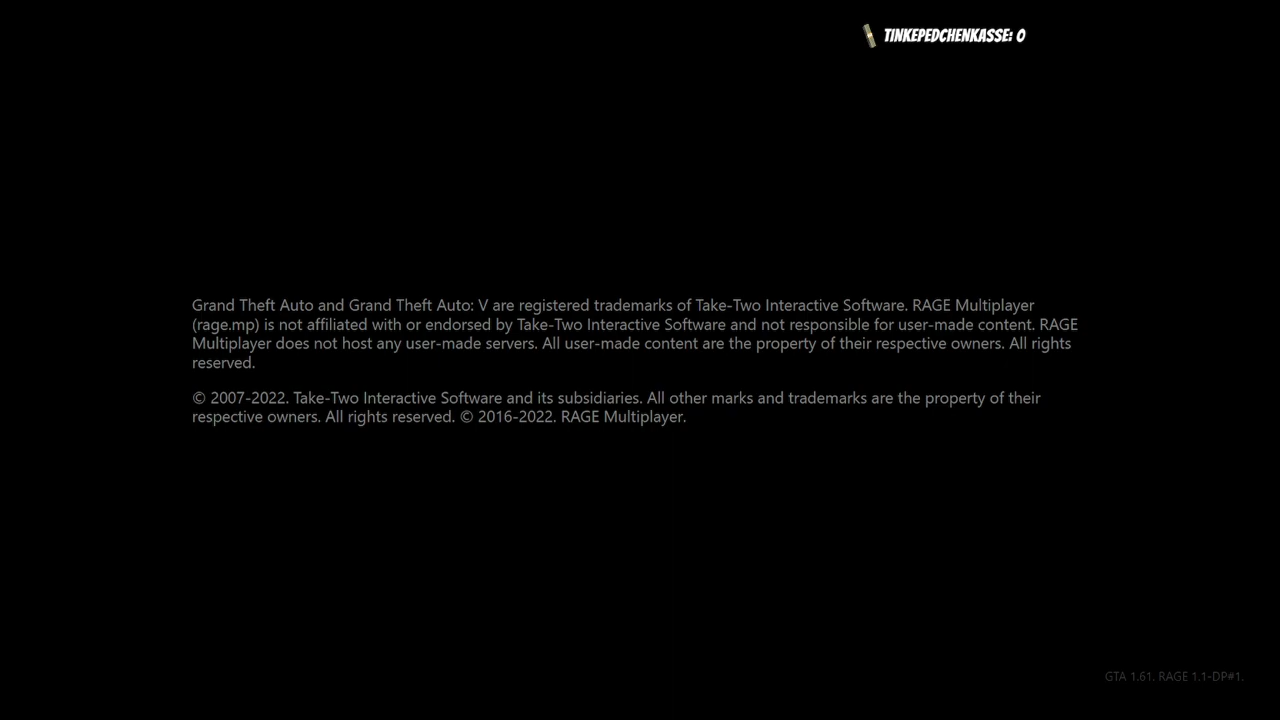 TINKEPEDCHENKASSE: 0
Grand Theft Auto and Grand Theft Auto: V are registered trademarks of Take-Two Interactive Software. RAGE Multiplayer
(rage.mp) is not affiliated with or endorsed by Take-Two Interactive Software and not responsible for user-made content. RAGE
Multiplayer does not host any user-made servers. All user-made content are the property of their respective owners. All rights
reserved.
© 2007-2022. Take-Two Interactive Software and its subsidiaries. All other marks and trademarks are the property of their
respective owners. All rights reserved. © 2016-2022. RAGE Multiplayer.
GTA 1.61. RAGE 1.1-DP#1.